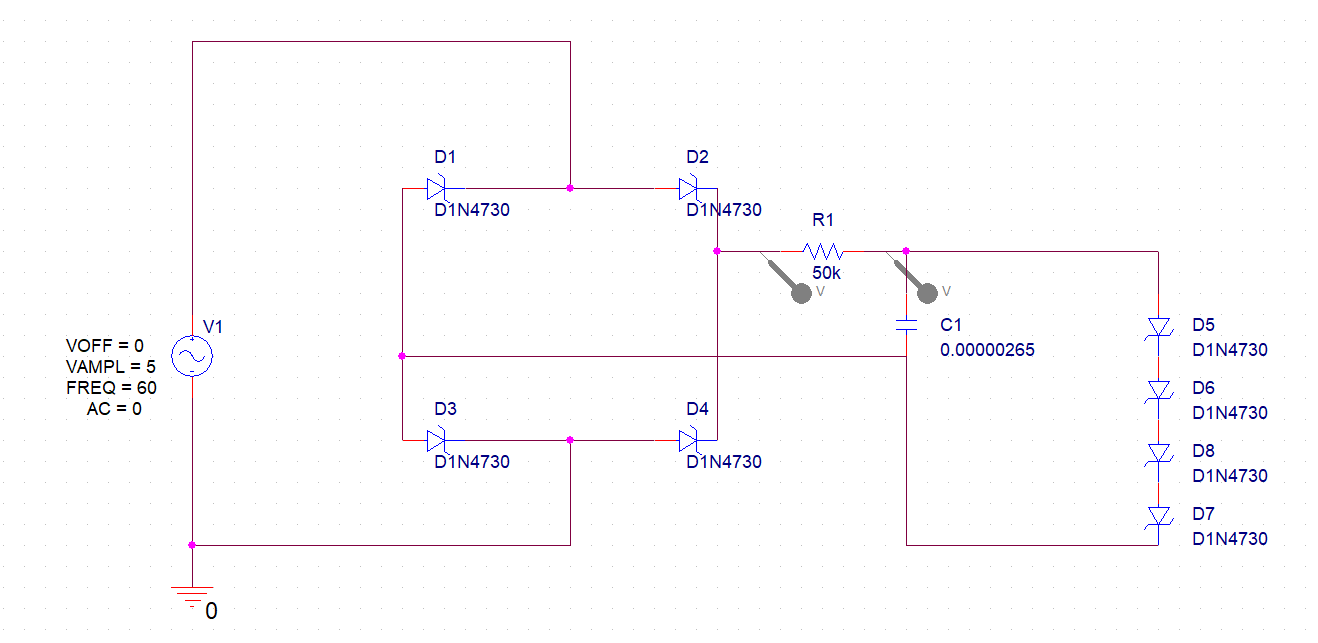 D1
D1N4730
D2
D1N4730
R1
50k
V
V
V1
VOFF = 0
VAMPL = 5
FREQ = 60
AC = 0
C1
0.00000265
D5
D1N4730
D6
D1N4730
D8
D1N4730
D7
D1N4730
D3
D1N4730
D4
D1N4730
0